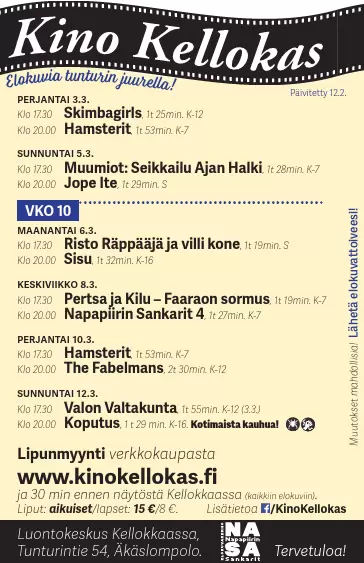 Kino Kellokas
Elokuvia tunturin juurella!
Päivitetty 12.2.
PERJANTAI 3.3.
Klo 17.30 Skimbagirls, 1t 25min. K-12
Klo 20.00 Hamsterit, 1t 53min. K-7
SUNNUNTAI 5.3.
Klo 17.30 Muumiot: Seikkailu Ajan Halki, 1t 28min. K-7
Klo 20.00 Jope Ite, 1t 29min. S
VKO 10
MAANANTAI 6.3.
Klo 17.30 Risto Räppääjä ja villi kone, 1t 19min. S
Klo 20.00 Sisu, 1t 32min. K-16
KESKIVIIKKO 8.3.
Klo 17.30 Pertsa ja Kilu – Faaraon sormus, 1t 19min. K-7
Klo 20.00 Napapiirin Sankarit 4, 1t 27min. K-7
PERJANTAI 10.3.
Klo 17.30 Hamsterit, 1t 53min. K-7
Klo 20.00 The Fabelmans, 2t 30min. K-12
SUNNUNTAI 12.3.
Klo 17.30 Valon Valtakunta, 1t 55min. K-12 (3.3.)
Klo 20.00 Koputus, 1 t 29 min. K-16. Kotimaista kauhua!
Muutokset mahdollisia! Lähetä elokuvattoiveesi!
Lipunmyynti verkkokaupasta
www.kinokellokas.fi
ja 30 min ennen näytöstä Kellokkaassa (kaikkiin elokuviin).
Liput: aikuiset/lapset: 15 €/8 €. Lisätietoa f/KinoKellokas
Luontokeskus Kellokkaassa,
Tunturintie 54, Äkäslompolo.
NA
Napapiirin
SA
Sankarit
Tervetuloa!